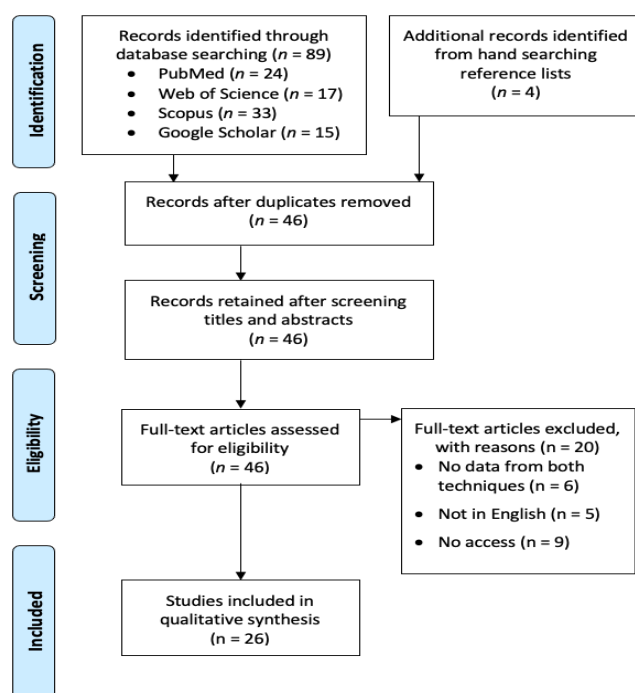 Identification
Records identified through
database searching (n = 89)
• PubMed (n = 24)
• Web of Science (n = 17)
• Scopus (n = 33)
• Google Scholar (n = 15)
Additional records identified
from hand searching
reference lists
(n = 4)
Screening
Records after duplicates removed
(n = 46)
Records retained after screening
titles and abstracts
(n = 46)
Eligibility
Full-text articles assessed
for eligibility
(n = 46)
Full-text articles excluded,
with reasons (n = 20)
• No data from both
techniques (n = 6)
• Not in English (n = 5)
• No access (n = 9)
Included
Studies included in
qualitative synthesis
(n = 26)